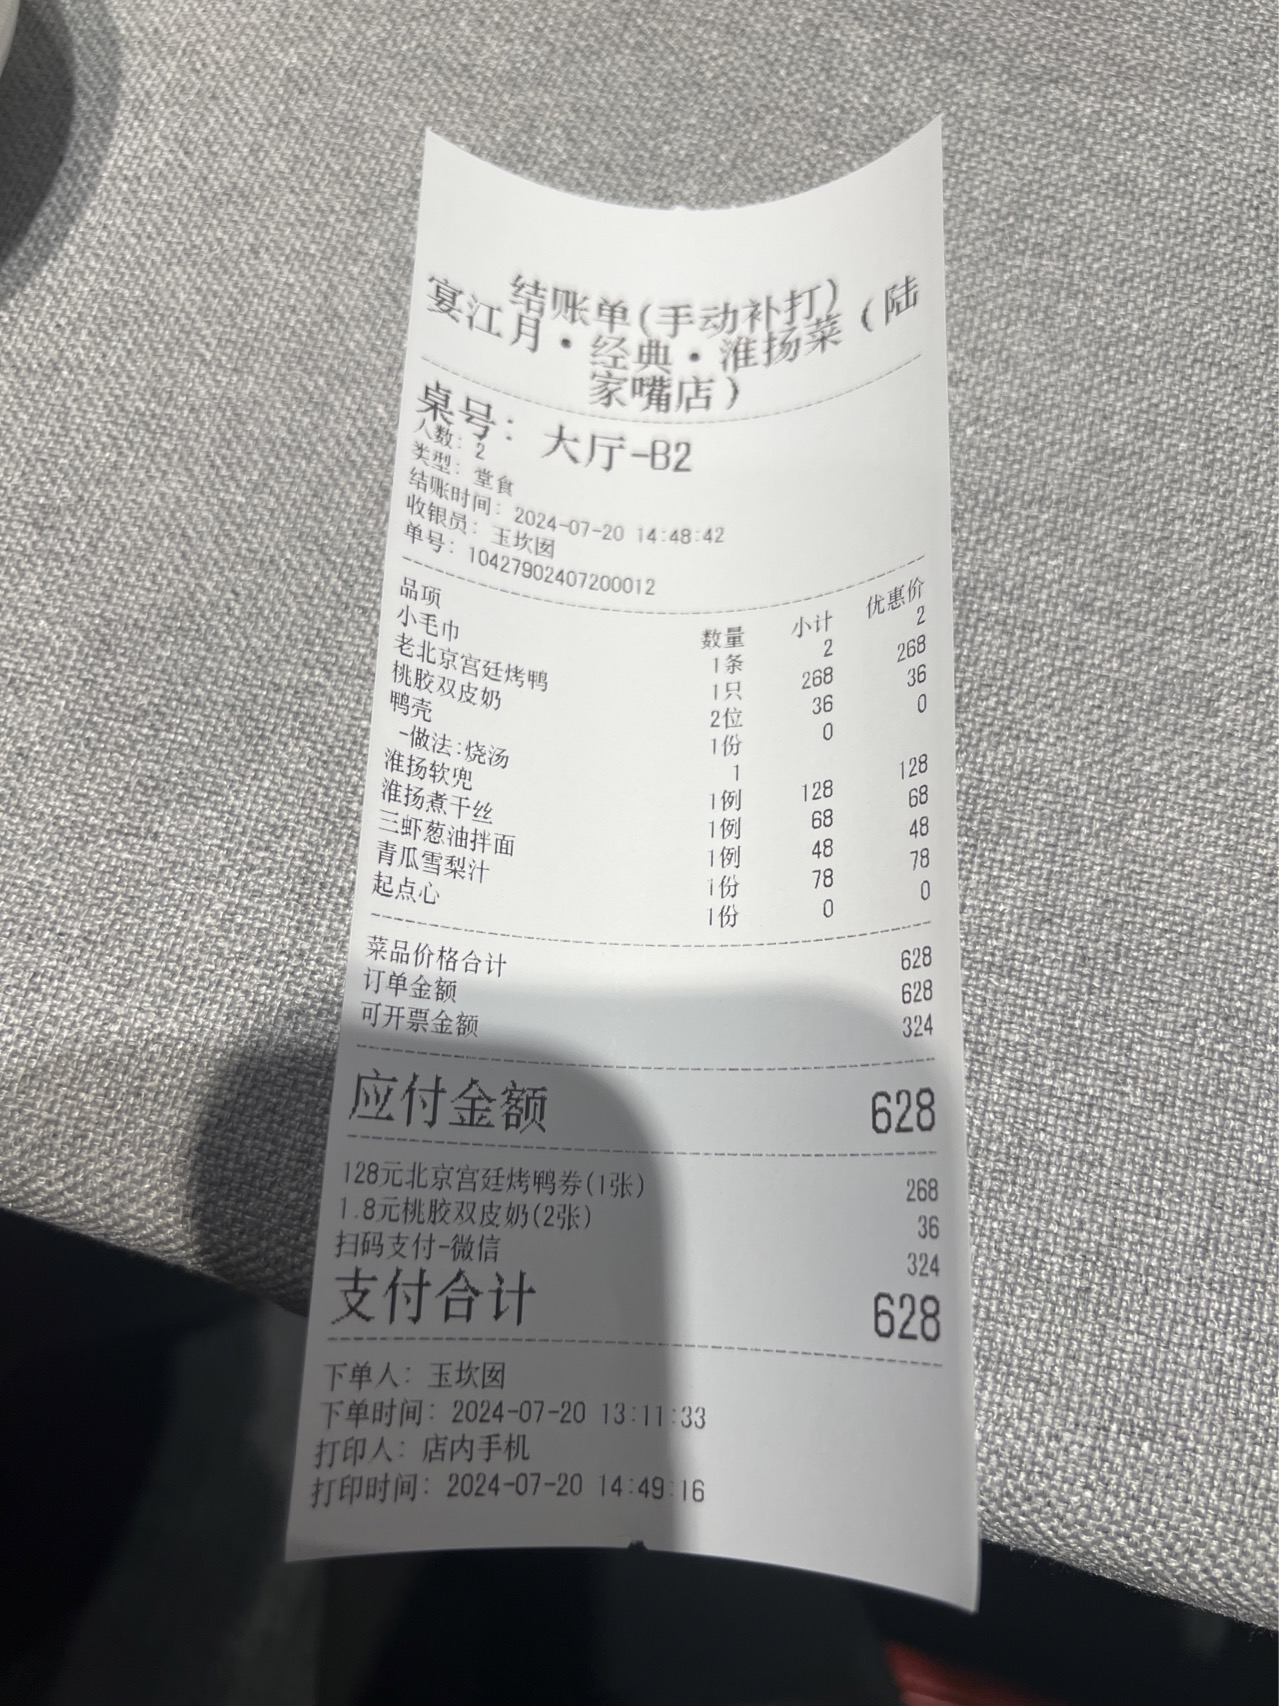 结账单(手动补打)
宴江月·经典·淮扬菜(陆
家嘴店)
桌号: 大厅-B2
人数: 2
类型: 堂食
结账时间: 2024-07-20 14:48:42
收银员: 玉坎囡
单号: 10427902407200012
品项 数量 小计 优惠价
小毛巾 1条 2 2
老北京宫廷烤鸭 1只 268 268
桃胶双皮奶 2位 36 36
鸭壳 1份 0 0
-做法:烧汤 1
淮扬软兜 1例 128 128
淮扬煮干丝 1例 68 68
三虾葱油拌面 1例 48 48
青瓜雪梨汁 1份 78 78
起点心 1份 0 0
菜品价格合计 628
订单金额 628
可开票金额 324
应付金额 628
128元北京宫廷烤鸭券(1张) 268
1.8元桃胶双皮奶(2张) 36
扫码支付-微信 324
支付合计 628
下单人: 玉坎囡
下单时间: 2024-07-20 13:11:33
打印人: 店内手机
打印时间: 2024-07-20 14:49:16